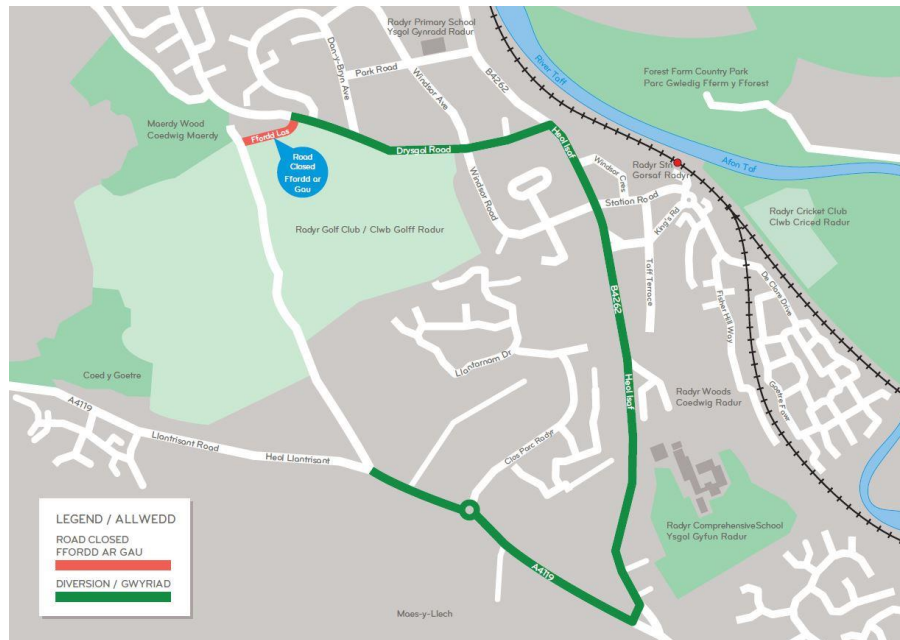 Radyr Primary School
Ysgol Gynradd Radur
Dan-y-Bryn Ave
Park Road
Windsor Ave
B4262
River Taff
Forest Farm Country Park
Parc Gwledig Fferm y Fforest
Maerdy Wood
Coedwig Maerdy
Ffordd Las
Road
Closed
Ffordd ar
Gau
Drysgol Road
Heol Isaf
Windsor Cres
Radyr Stn
Gorsaf Radyr
Afon Taf
Station Road
King's Rd
Windsor Road
Radyr Golf Club / Clwb Golff Radur
Radyr Cricket Club
Clwb Criced Radur
Taff Terrace
De Clare Drive
B4262
Fisher Hill Way
Llantarnam Dr
Heol Isaf
Goetre Fawr
Coed y Goetre
Radyr Woods
Coedwig Radur
A4119
Llantrisant Road
Heol Llantrisant
Clos Parc Radyr
Radyr Comprehensive School
Ysgol Gyfun Radur
A4119
Maes-y-Llech
LEGEND / ALLWEDD
ROAD CLOSED
FFORDD AR GAU
DIVERSION / GWYRIAD